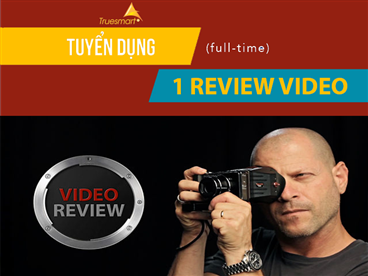 Truesmart
TUYỂN DỤNG
(full-time)
1 REVIEW VIDEO
VIDEO
REVIEW